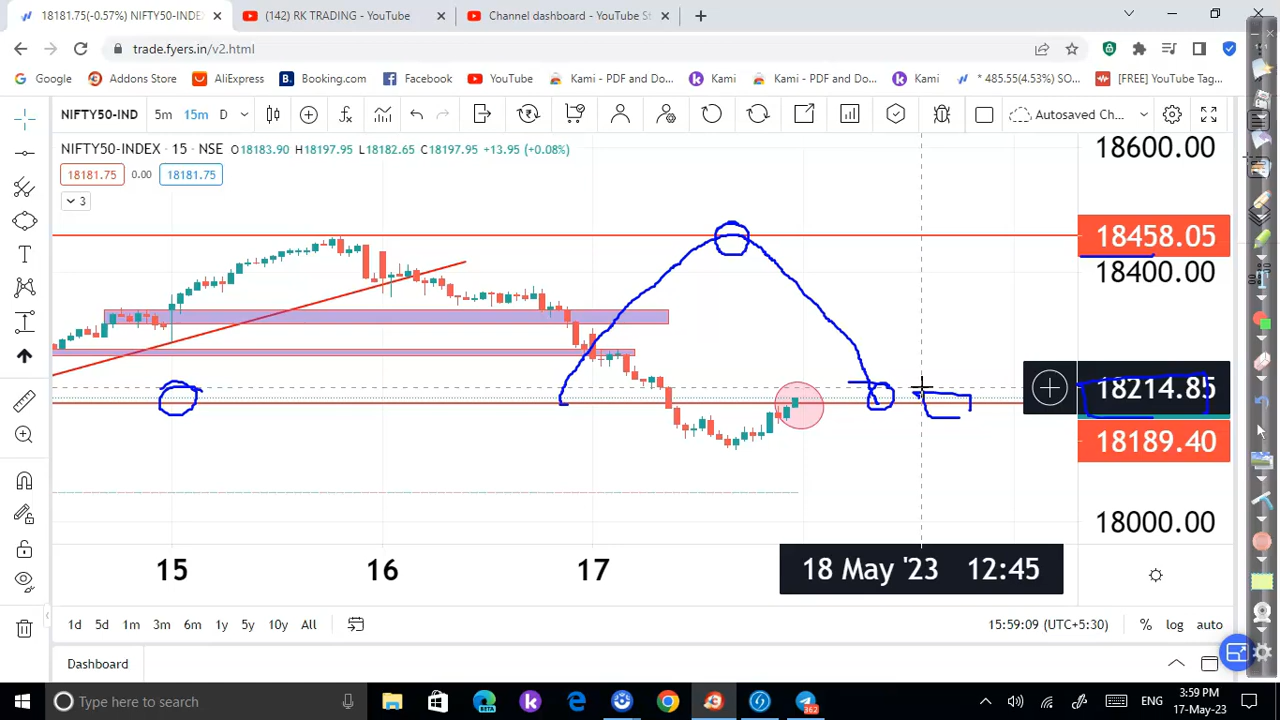 18181.75(-0.57%) NIFTY50-INDE
(142) RK TRADING - YouTube
Channel dashboard - YouTube St
trade.fyers.in/v2.html
Google
Addons Store
AliExpress
Booking.com
Facebook
YouTube
Kami - PDF and Do...
Kami
Kami - PDF and Do...
Kami
* 485.55(4.53%) SO...
[FREE] YouTube Tag...
NIFTY50-IND
5m
15m
D
Autosaved Ch...
NIFTY50-INDEX · 15 · NSE O18183.90 H18197.95 L18182.65 C18197.95 +13.95 (+0.08%)
18181.75
0.00
18181.75
3
18600.00
18458.05
18400.00
18214.85
18189.40
18000.00
15
16
17
18 May '23 12:45
1d
5d
1m
3m
6m
1y
5y
10y
All
15:59:09 (UTC+5:30)
%
log
auto
Dashboard
Type here to search
BETA
362
ENG
3:59 PM
17-May-23